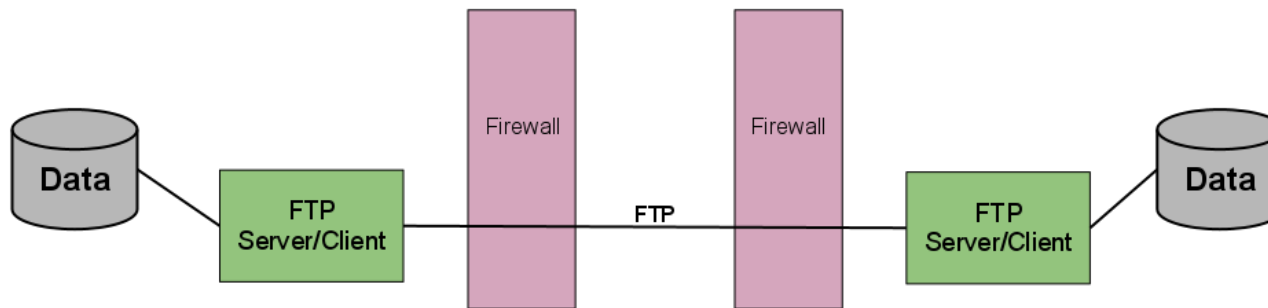 Firewall
Firewall
Data
Data
FTP
Server/Client
FTP
FTP
Server/Client